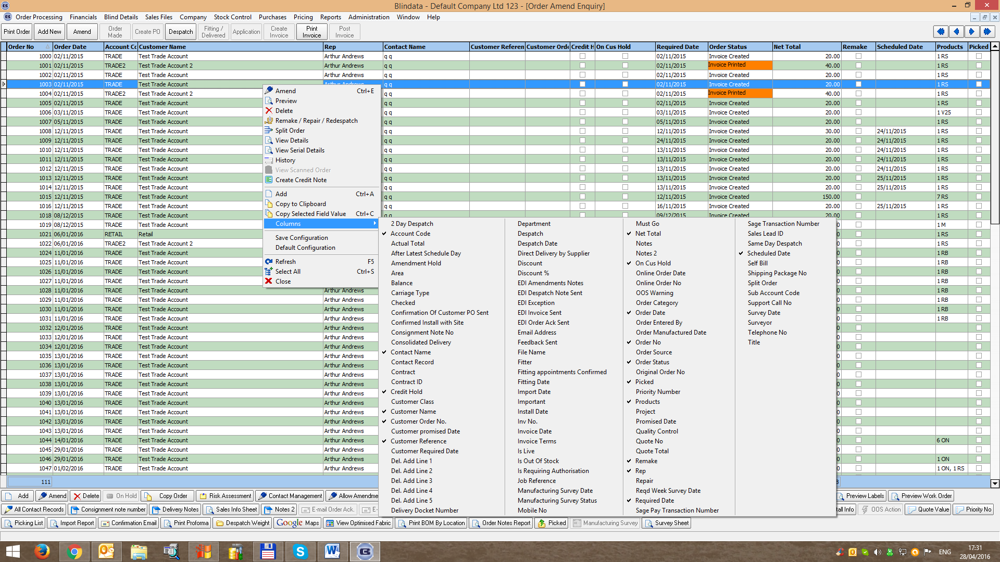 Blindata - Default Company Ltd 123 - [Order Amend Enquiry]
Order Processing Financials Blind Details Sales Files Company Stock Control Purchases Pricing Reports Administration Window Help
Print Order Add New Amend Order Made Create PO Despatch Fitting / Delivered Application Create Invoice Print Invoice Post Invoice
Order No Order Date Account Co Customer Name Rep Contact Name Customer Referen Customer Orde Credit H On Cus Hold Required Date Order Status Net Total Remake Scheduled Date Products Picked
1000 02/11/2015 TRADE Test Trade Account Arthur Andrews q q 02/11/2015 Invoice Created 20.00 1 RS
1001 02/11/2015 TRADE2 Test Trade Account 2 Arthur Andrews q q 02/11/2015 Invoice Printed 40.00 1 RS
1002 02/11/2015 TRADE Test Trade Account Arthur Andrews q q 02/11/2015 Invoice Created 20.00 1 RS
1003 02/11/2015 TRADE Test Trade Account Arthur Andrews q q 02/11/2015 Invoice Created 20.00 1 RS
1004 02/11/2015 TRADE2 Test Trade Account 2 q q 02/11/2015 Invoice Printed 40.00 1 RS
1005 02/11/2015 TRADE Test Trade Account q q 02/11/2015 Invoice Created 20.00 1 RS
1006 03/11/2015 TRADE Test Trade Account q q 03/11/2015 Invoice Created 20.00 1 V25
1007 05/11/2015 TRADE Test Trade Account q q 05/11/2015 Invoice Created 20.00 1 RS
1008 12/11/2015 TRADE Test Trade Account q q 12/11/2015 Invoice Created 30.00 24/11/2015 1 RS
1009 12/11/2015 TRADE Test Trade Account q q 24/11/2015 Invoice Created 20.00 24/11/2015 1 RS
1010 12/11/2015 TRADE Test Trade Account q q 13/11/2015 Invoice Created 20.00 24/11/2015 1 RS
1011 12/11/2015 TRADE Test Trade Account q q 13/11/2015 Invoice Created 20.00 24/11/2015 1 RS
1012 12/11/2015 TRADE Test Trade Account q q 13/11/2015 Invoice Created 20.00 24/11/2015 1 RS
1013 12/11/2015 TRADE Test Trade Account q q 13/11/2015 Invoice Created 20.00 25/11/2015 1 RS
1014 12/11/2015 TRADE Test Trade Account q q 13/11/2015 Invoice Created 20.00 25/11/2015 1 RS
1015 12/11/2015 TRADE Test Trade Account q q 12/11/2015 Invoice Created 150.00 7 RS
1016 12/11/2015 TRADE Test Trade Account q q 16/11/2015 Invoice Created 20.00 25/11/2015 1 RS
1018 08/12/2015 TRADE Test Trade Account q q 09/12/2015 Invoice Created 20.00 1 RS
1019 08/12/2015 TRADE Test Trade Account 0 1 M
1021 06/01/2016 RETAIL Retail 0 1 RS
1022 06/01/2016 TRADE2 Test Trade Account 2 0 1 RS
1024 11/01/2016 TRADE Test Trade Account 0 1 RB
1025 11/01/2016 TRADE Test Trade Account 0 1 RB
1026 11/01/2016 TRADE Test Trade Account 0 1 RB
1027 11/01/2016 TRADE Test Trade Account 0 1 RB
1028 11/01/2016 TRADE Test Trade Account Arthur Andrews 0 1 RB
1029 11/01/2016 TRADE Test Trade Account Arthur Andrews 0 1 RB
1030 11/01/2016 TRADE Test Trade Account Arthur Andrews 0 1 RB
1031 11/01/2016 TRADE Test Trade Account Arthur Andrews 0 1 RB
1032 12/01/2016 TRADE Test Trade Account Arthur Andrews 0
1033 12/01/2016 TRADE Test Trade Account Arthur Andrews 0
1034 12/01/2016 TRADE Test Trade Account Arthur Andrews 0
1035 13/01/2016 TRADE Test Trade Account Arthur Andrews 0
1036 13/01/2016 TRADE Test Trade Account Arthur Andrews 0
1037 13/01/2016 TRADE Test Trade Account Arthur Andrews 0
1038 13/01/2016 TRADE Test Trade Account Arthur Andrews 0
1039 13/01/2016 TRADE Test Trade Account Arthur Andrews 0
1040 13/01/2016 TRADE Test Trade Account Arthur Andrews 0
1041 13/01/2016 TRADE Test Trade Account Arthur Andrews 0
1042 13/01/2016 TRADE Test Trade Account Arthur Andrews 0
1043 13/01/2016 TRADE Test Trade Account Arthur Andrews 0
1044 14/01/2016 TRADE Test Trade Account Arthur Andrews 0 6 ON
1045 29/01/2016 TRADE Test Trade Account Arthur Andrews 0
1046 29/01/2016 TRADE Test Trade Account Arthur Andrews 0 1 ON
1047 01/02/2016 TRADE Test Trade Account Arthur Andrews 0 1 ON, 1 RS
111
Amend Ctrl+E
Preview
Delete
Remake / Repair / Redespatch
Split Order
View Details
View Serial Details
History
View Scanned Order
Create Credit Note
Add Ctrl+A
Copy to Clipboard
Copy Selected Field Value Ctrl+C
Columns
Save Configuration
Default Configuration
Refresh F5
Select All Ctrl+S
Close
2 Day Despatch
Account Code
Actual Total
After Latest Schedule Day
Amendment Hold
Area
Balance
Carriage Type
Checked
Confirmation Of Customer PO Sent
Confirmed Install with Site
Consignment Note No
Consolidated Delivery
Contact Name
Contact Record
Contract
Contract ID
Credit Hold
Customer Class
Customer Name
Customer Order No.
Customer promised Date
Customer Reference
Customer Required Date
Del. Add Line 1
Del. Add Line 2
Del. Add Line 3
Del. Add Line 4
Del. Add Line 5
Delivery Docket Number
Department
Despatch
Despatch Date
Direct Delivery by Supplier
Discount
Discount %
EDI Amendments Notes
EDI Despatch Note Sent
EDI Exception
EDI Invoice Sent
EDI Order Ack Sent
Email Address
Feedback Sent
File Name
Fitter
Fitting appointments Confirmed
Fitting Date
Import Date
Important
Install Date
Inv No.
Invoice Date
Invoice Terms
Is Live
Is Out Of Stock
Is Requiring Authorisation
Job Reference
Manufacturing Survey Date
Manufacturing Survey Status
Mobile No
Must Go
Net Total
Notes
Notes 2
On Cus Hold
Online Order Date
Online Order No
OOS Warning
Order Category
Order Date
Order Entered By
Order Manufactured Date
Order No
Order Source
Order Status
Original Order No
Picked
Priority Number
Products
Project
Promised Date
Quality Control
Quote No
Quote Total
Remake
Rep
Repair
Reqd Week Survey Date
Required Date
Sage Pay Transaction Number
Sage Transaction Number
Sales Lead ID
Same Day Despatch
Scheduled Date
Self Bill
Shipping Package No
Split Order
Sub Account Code
Support Call No
Survey Date
Surveyor
Telephone No
Title
Add Amend Delete On Hold Copy Order Risk Assessment Contact Management Allow Amendme Preview Labels Preview Work Order
All Contact Records Consignment note number Delivery Notes Sales Info Sheet Notes 2 E-mail Order Ack. E- tall Info OOS Action Quote Value Priority No
Picking List Import Report Confirmation Email Print Proforma Despatch Weight Google Maps View Optimised Fabric Print BOM By Location Order Notes Report Picked Manufacturing Survey Survey Sheet
ENG 17:31
28/04/2016